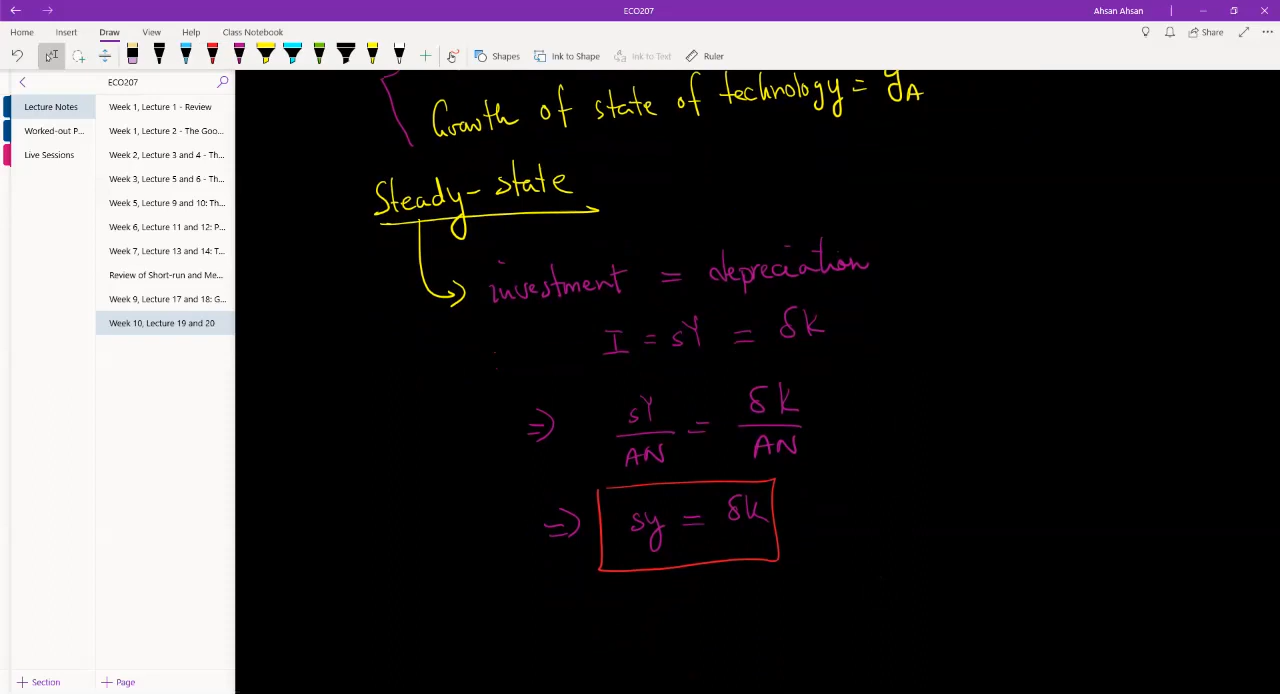 ECO207
Ahsan Ahsan
Home Insert Draw View Help Class Notebook
Share
Shapes Ink to Shape Ink to Text Ruler
ECO207
Lecture Notes
Worked-out P...
Live Sessions
Week 1, Lecture 1 - Review
Week 1, Lecture 2 - The Goo...
Week 2, Lecture 3 and 4 - Th...
Week 3, Lecture 5 and 6 - Th...
Week 5, Lecture 9 and 10: Th...
Week 6, Lecture 11 and 12: P...
Week 7, Lecture 13 and 14: T...
Review of Short-run and Me...
Week 9, Lecture 17 and 18: G...
Week 10, Lecture 19 and 20
+ Section
+ Page
Growth of state of technology = g_A
Steady-state
investment = depreciation
I = sY = δK
⇒ sY/AN = δK/AN
⇒ sy = δk